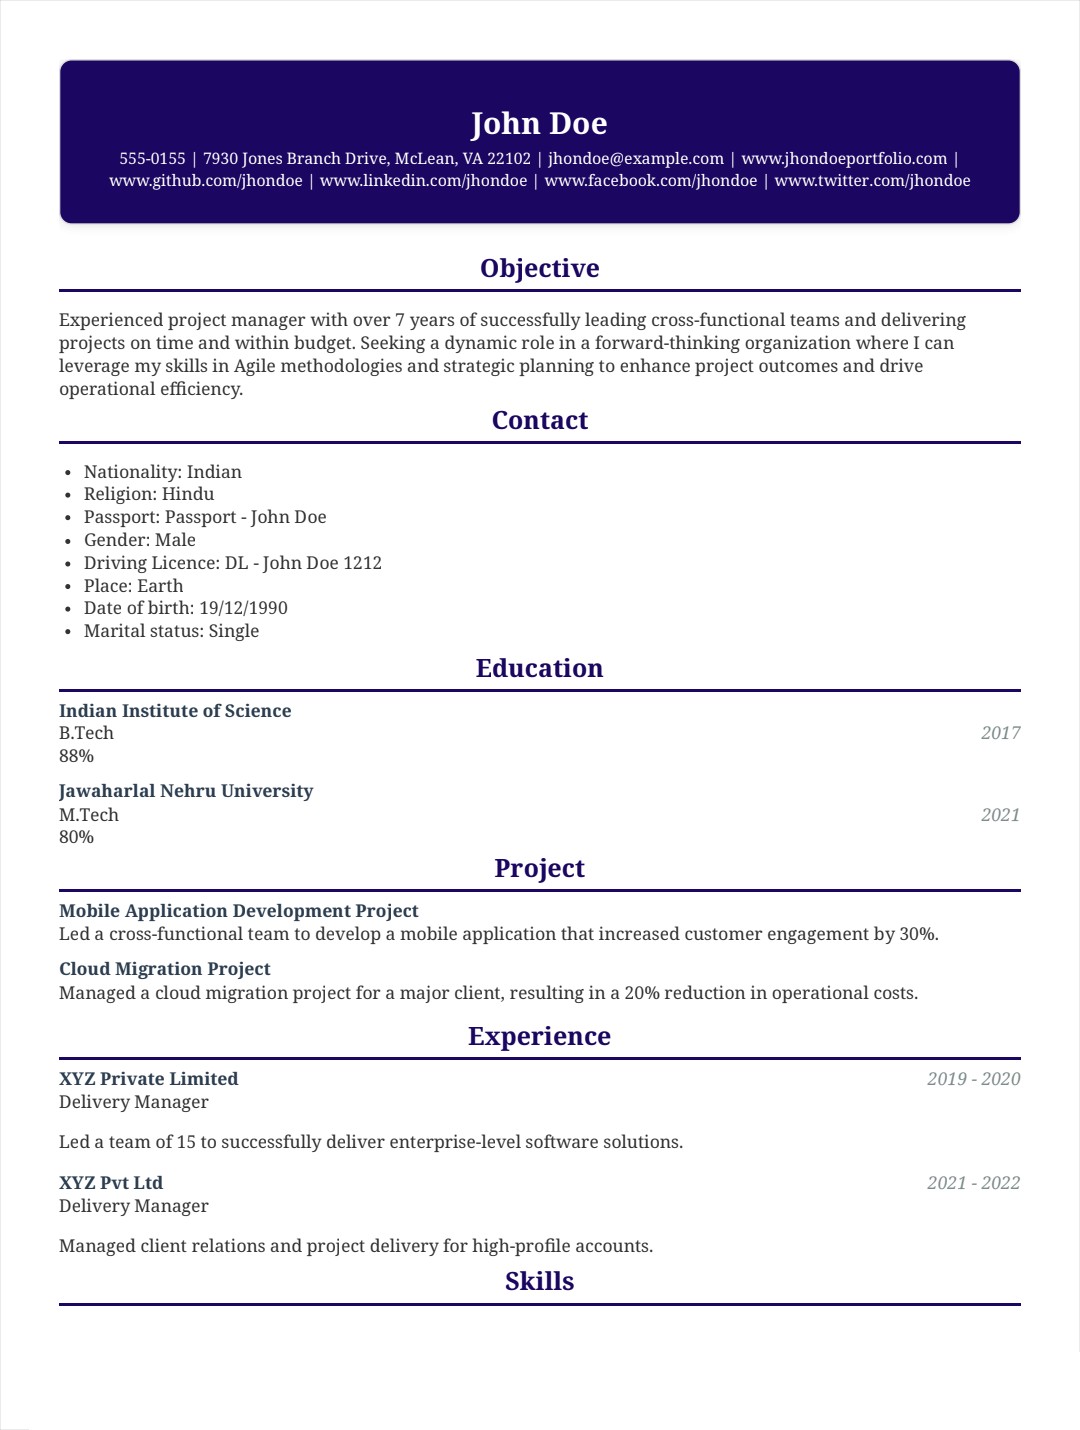 John Doe
555-0155 | 7930 Jones Branch Drive, McLean, VA 22102 | jhondoe@example.com | www.jhondoeportfolio.com |
www.github.com/jhondoe | www.linkedin.com/jhondoe | www.facebook.com/jhondoe | www.twitter.com/jhondoe
Objective
Experienced project manager with over 7 years of successfully leading cross-functional teams and delivering
projects on time and within budget. Seeking a dynamic role in a forward-thinking organization where I can
leverage my skills in Agile methodologies and strategic planning to enhance project outcomes and drive
operational efficiency.
Contact
• Nationality: Indian
• Religion: Hindu
• Passport: Passport - John Doe
• Gender: Male
• Driving Licence: DL - John Doe 1212
• Place: Earth
• Date of birth: 19/12/1990
• Marital status: Single
Education
Indian Institute of Science
B.Tech 2017
88%
Jawaharlal Nehru University
M.Tech 2021
80%
Project
Mobile Application Development Project
Led a cross-functional team to develop a mobile application that increased customer engagement by 30%.
Cloud Migration Project
Managed a cloud migration project for a major client, resulting in a 20% reduction in operational costs.
Experience
XYZ Private Limited 2019 - 2020
Delivery Manager
Led a team of 15 to successfully deliver enterprise-level software solutions.
XYZ Pvt Ltd 2021 - 2022
Delivery Manager
Managed client relations and project delivery for high-profile accounts.
Skills